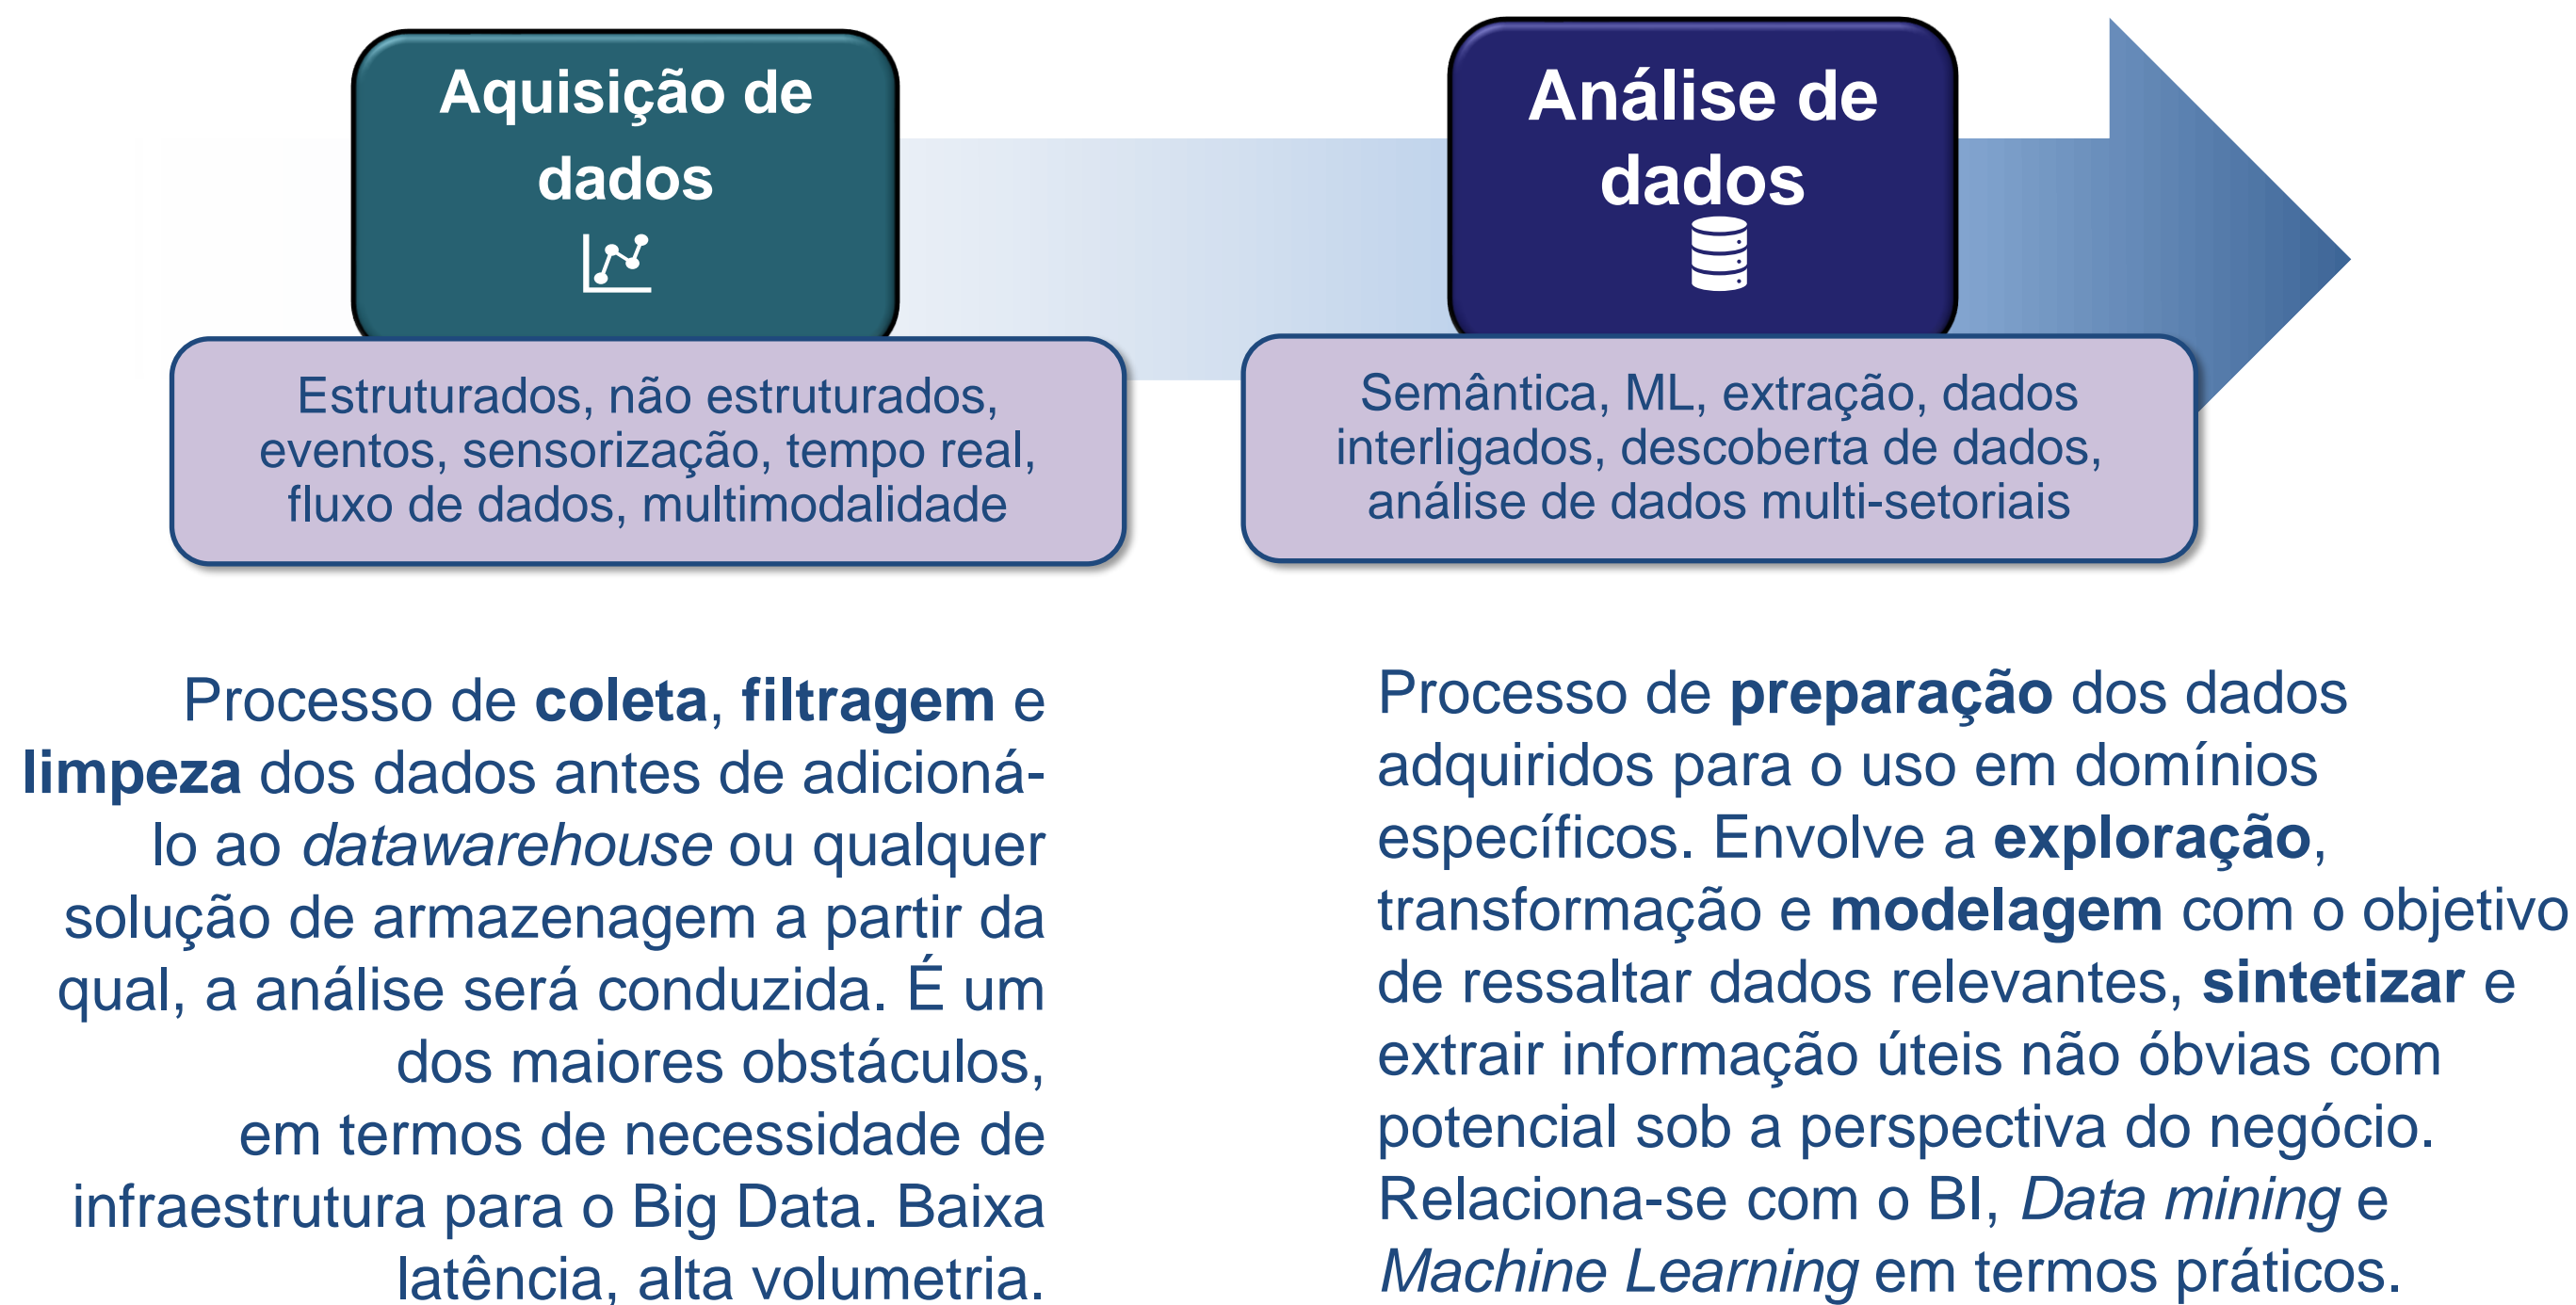 Aquisição de
dados
Estruturados, não estruturados,
eventos, sensorização, tempo real,
fluxo de dados, multimodalidade
Processo de coleta, filtragem e
limpeza dos dados antes de adicioná-
lo ao datawarehouse ou qualquer
solução de armazenagem a partir da
qual, a análise será conduzida. É um
dos maiores obstáculos,
em termos de necessidade de
infraestrutura para o Big Data. Baixa
latência, alta volumetria.
Análise de
dados
Semântica, ML, extração, dados
interligados, descoberta de dados,
análise de dados multi-setoriais
Processo de preparação dos dados
adquiridos para o uso em domínios
específicos. Envolve a exploração,
transformação e modelagem com o objetivo
de ressaltar dados relevantes, sintetizar e
extrair informação úteis não óbvias com
potencial sob a perspectiva do negócio.
Relaciona-se com o BI, Data mining e
Machine Learning em termos práticos.